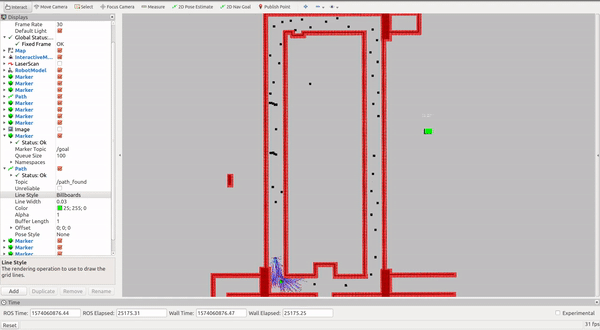 Interact Move Camera Select Focus Camera Measure 2D Pose Estimate 2D Nav Goal Publish Point
Displays
Frame Rate 30
Default Light
Global Status:...
Fixed Frame OK
Map
InteractiveM...
LaserScan
RobotModel
Marker
Marker
Path
Marker
Marker
Marker
Image
Marker
Status: Ok
Marker Topic /goal
Queue Size 100
Namespaces
Path
Status: Ok
Topic /path_found
Unreliable
Line Style Billboards
Line Width 0.03
Color 25; 255; 0
Alpha 1
Buffer Length 1
Offset 0; 0; 0
Pose Style None
Marker
Marker
Line Style
The rendering operation to use to draw the
grid lines.
Add Duplicate Remove Rename
Time
ROS Time: 1574060876.44 ROS Elapsed: 25175.31 Wall Time: 1574060876.47 Wall Elapsed: 25175.25 Experimental
Reset 31 fps